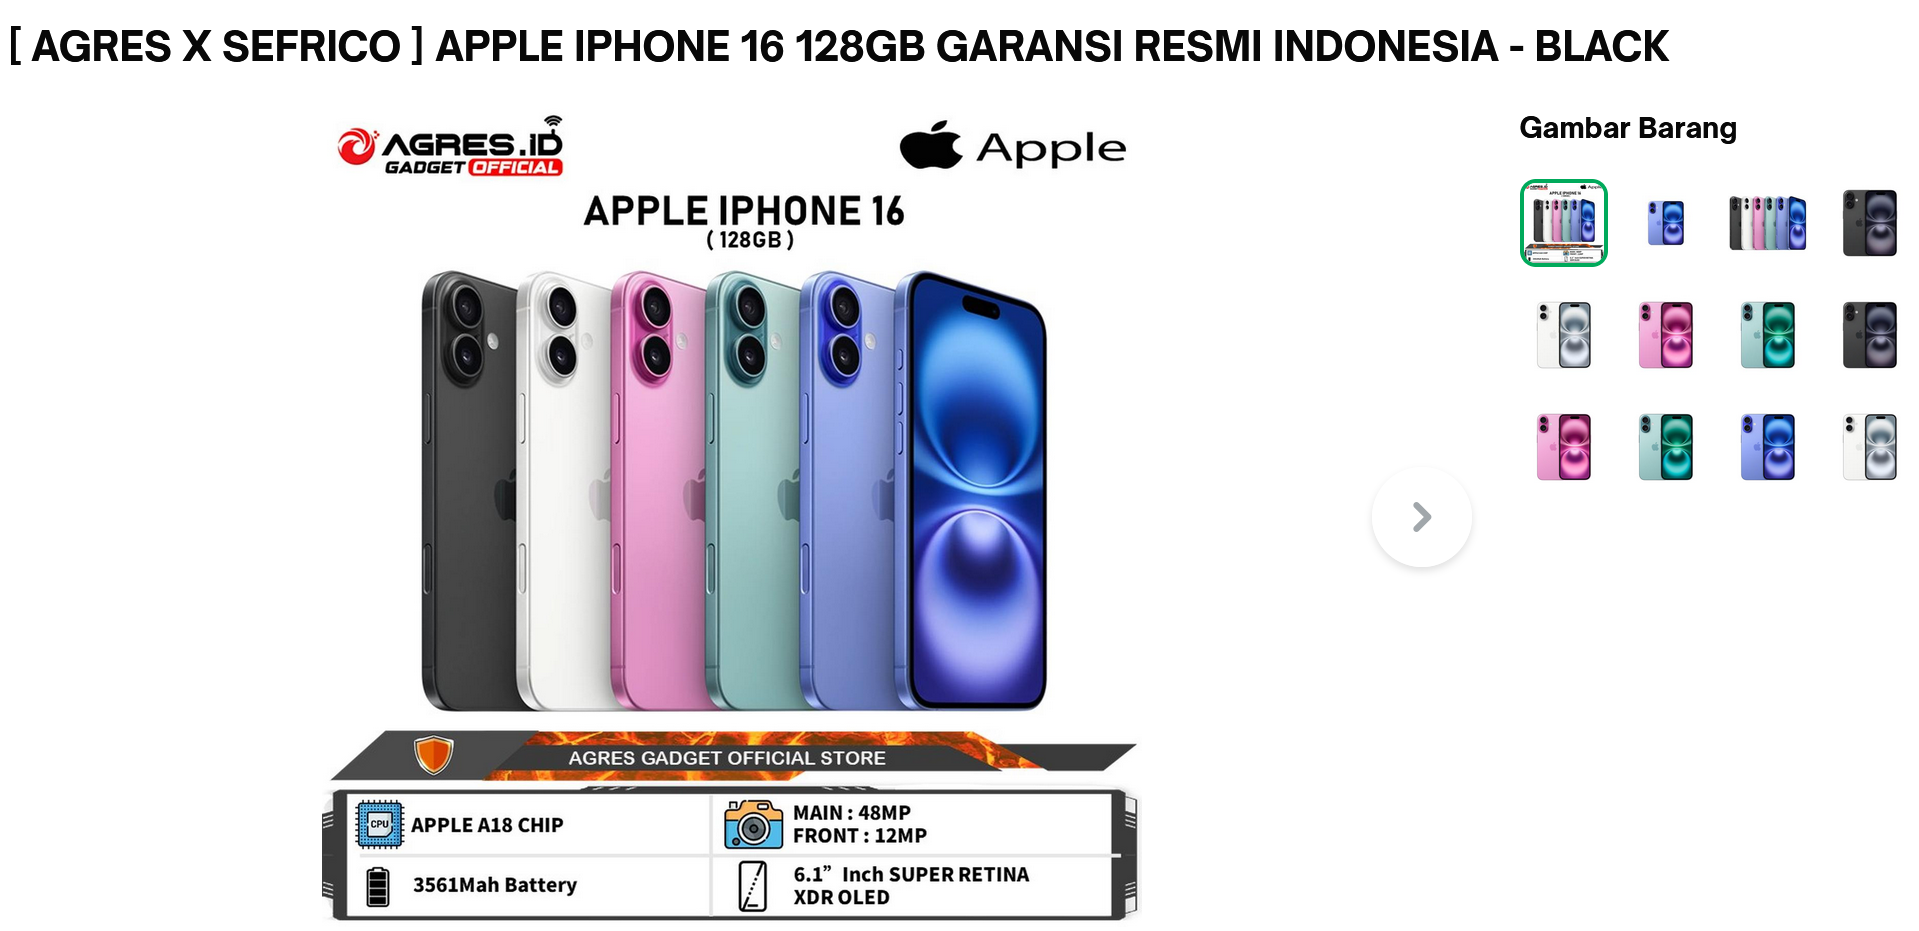 [ AGRES X SEFRICO ] APPLE IPHONE 16 128GB GARANSI RESMI INDONESIA - BLACK
AGRES.ID
GADGET OFFICIAL
Apple
APPLE IPHONE 16
( 128GB )
AGRES GADGET OFFICIAL STORE
CPU
APPLE A18 CHIP
MAIN : 48MP
FRONT : 12MP
3561Mah Battery
6.1” Inch SUPER RETINA
XDR OLED
Gambar Barang